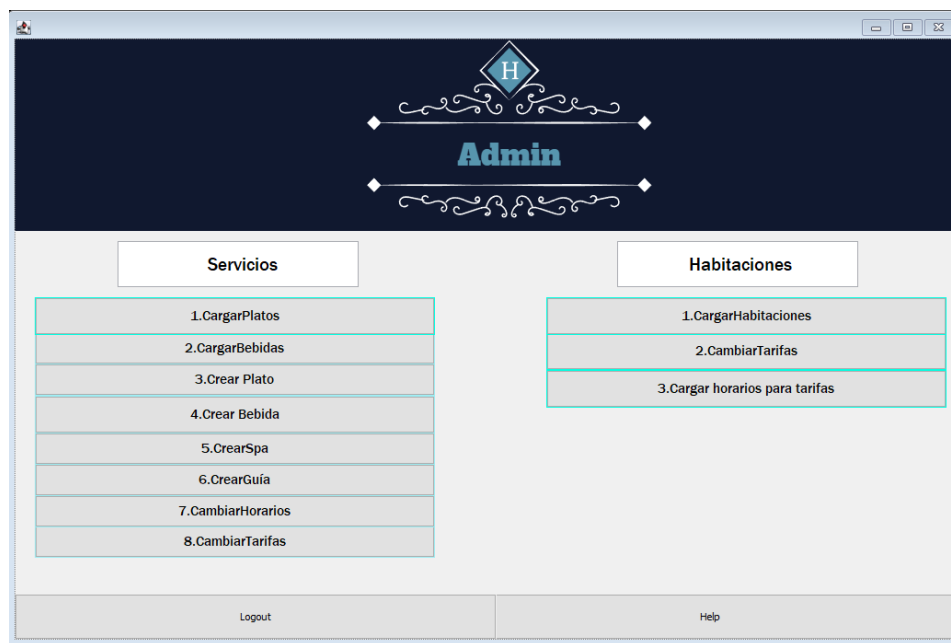 H
Admin
Servicios
1.CargarPlatos
2.CargarBebidas
3.Crear Plato
4.Crear Bebida
5.CrearSpa
6.CrearGuía
7.CambiarHorarios
8.CambiarTarifas
Habitaciones
1.CargarHabitaciones
2.CambiarTarifas
3.Cargar horarios para tarifas
Logout
Help